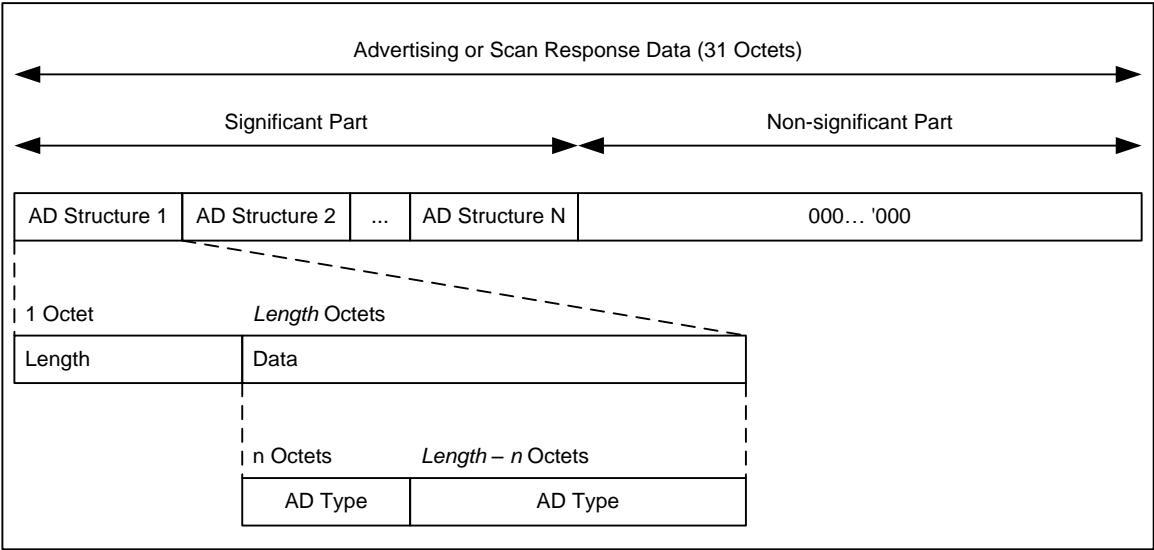 Advertising or Scan Response Data (31 Octets)
Significant Part Non-significant Part
AD Structure 1 AD Structure 2 ... AD Structure N 000… '000
1 Octet Length Octets
Length Data
n Octets Length – n Octets
AD Type AD Type